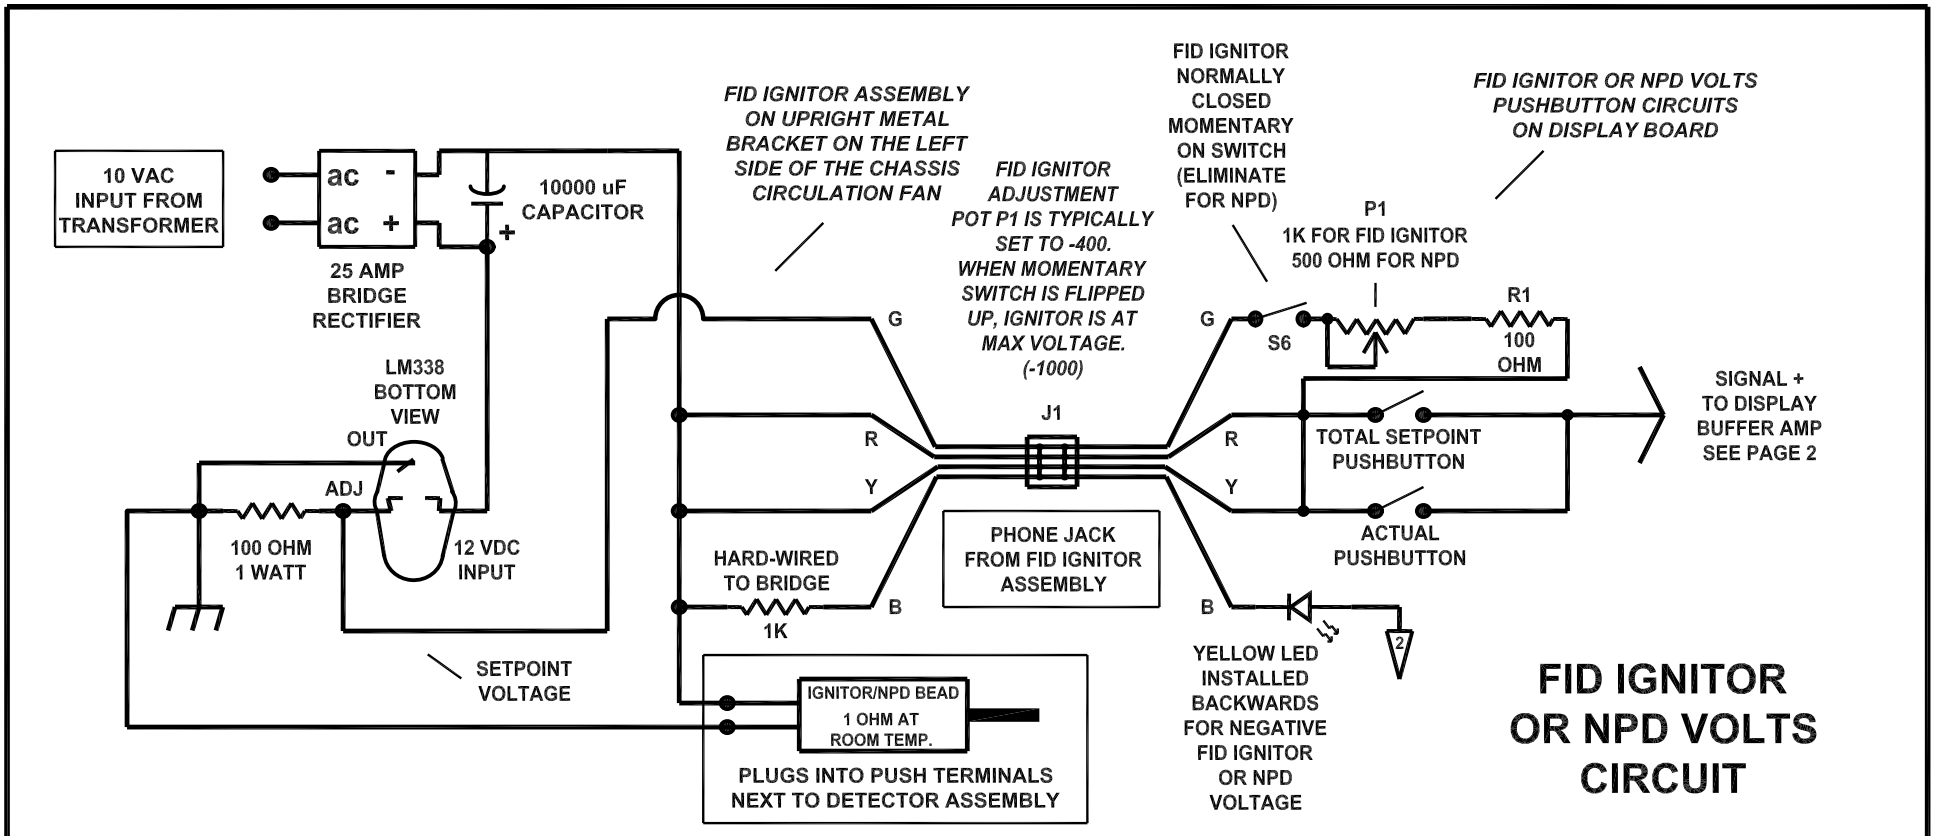 10 VAC
INPUT FROM
TRANSFORMER
ac -
ac +
25 AMP
BRIDGE
RECTIFIER
+
10000 uF
CAPACITOR
LM338
BOTTOM
VIEW
OUT
ADJ
100 OHM
1 WATT
12 VDC
INPUT
SETPOINT
VOLTAGE
FID IGNITOR ASSEMBLY
ON UPRIGHT METAL
BRACKET ON THE LEFT
SIDE OF THE CHASSIS
CIRCULATION FAN
G
R
Y
B
HARD-WIRED
TO BRIDGE
1K
IGNITOR/NPD BEAD
1 OHM AT
ROOM TEMP.
PLUGS INTO PUSH TERMINALS
NEXT TO DETECTOR ASSEMBLY
FID IGNITOR
ADJUSTMENT
POT P1 IS TYPICALLY
SET TO -400.
WHEN MOMENTARY
SWITCH IS FLIPPED
UP, IGNITOR IS AT
MAX VOLTAGE.
(-1000)
J1
PHONE JACK
FROM FID IGNITOR
ASSEMBLY
FID IGNITOR
NORMALLY
CLOSED
MOMENTARY
ON SWITCH
(ELIMINATE
FOR NPD)
FID IGNITOR OR NPD VOLTS
PUSHBUTTON CIRCUITS
ON DISPLAY BOARD
P1
1K FOR FID IGNITOR
500 OHM FOR NPD
G
S6
R1
100
OHM
R
TOTAL SETPOINT
PUSHBUTTON
Y
ACTUAL
PUSHBUTTON
SIGNAL +
TO DISPLAY
BUFFER AMP
SEE PAGE 2
B
2
YELLOW LED
INSTALLED
BACKWARDS
FOR NEGATIVE
FID IGNITOR
OR NPD
VOLTAGE
FID IGNITOR
OR NPD VOLTS
CIRCUIT